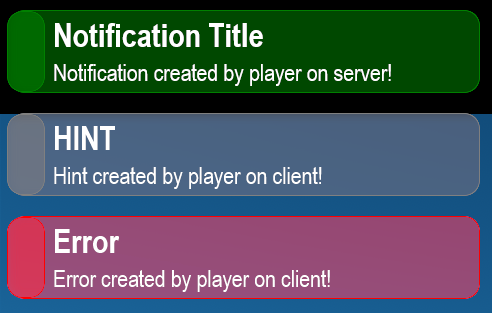 Notification Title
Notification created by player on server!
HINT
Hint created by player on client!
Error
Error created by player on client!